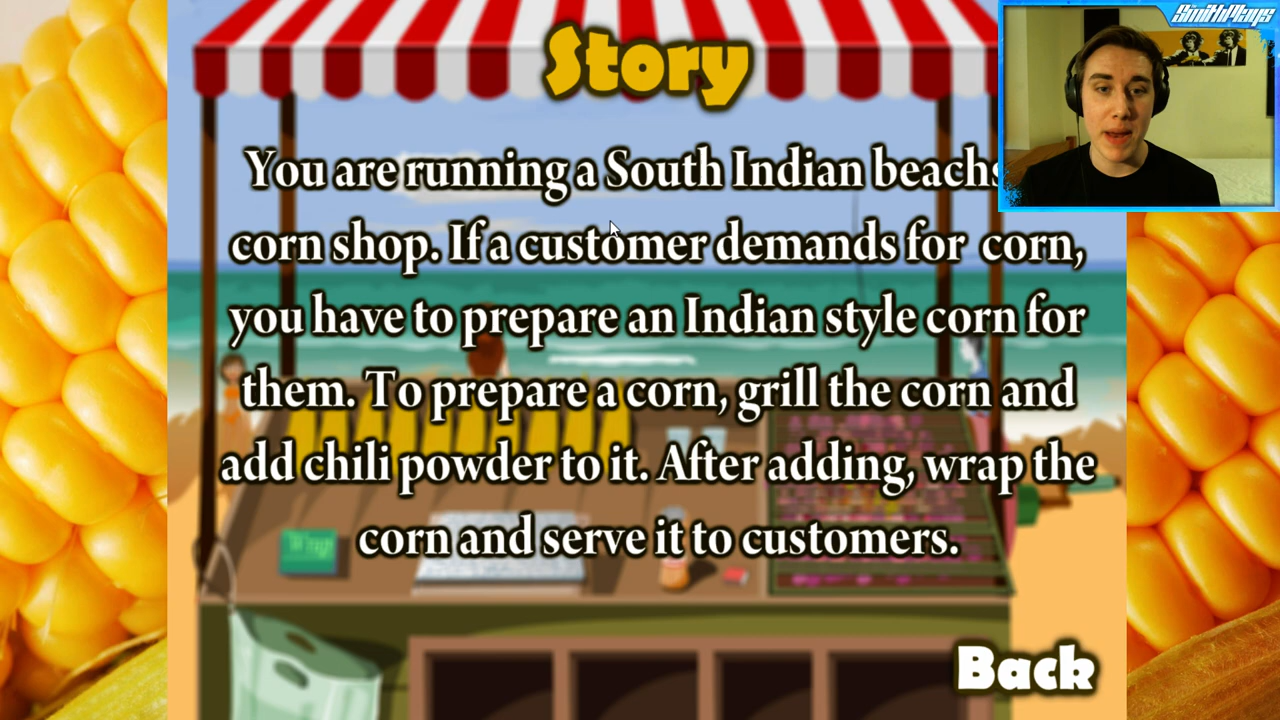 SmithPlays
Story
You are running a South Indian
corn shop. If a customer demands for corn,
you have to prepare an Indian style corn for
them. To prepare a corn, grill the corn and
add chili powder to it. After adding, wrap the
corn and serve it to customers.
Wrap
Back